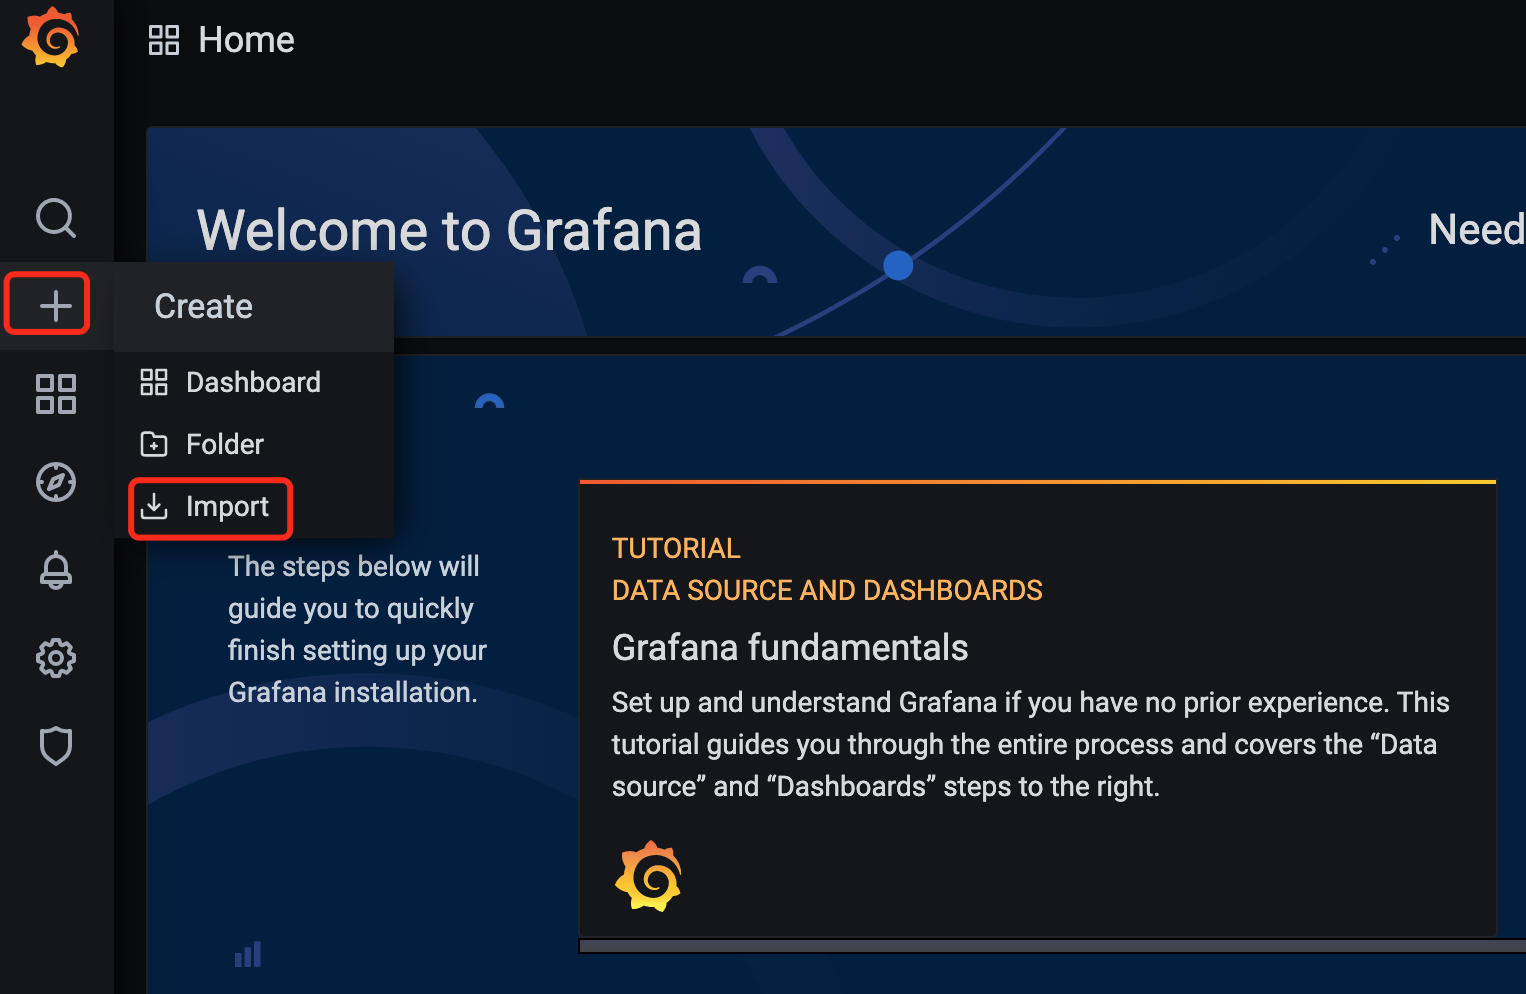 Home
Welcome to Grafana
Need
Create
Dashboard
Folder
Import
The steps below will
guide you to quickly
finish setting up your
Grafana installation.
TUTORIAL
DATA SOURCE AND DASHBOARDS
Grafana fundamentals
Set up and understand Grafana if you have no prior experience. This
tutorial guides you through the entire process and covers the “Data
source” and “Dashboards” steps to the right.